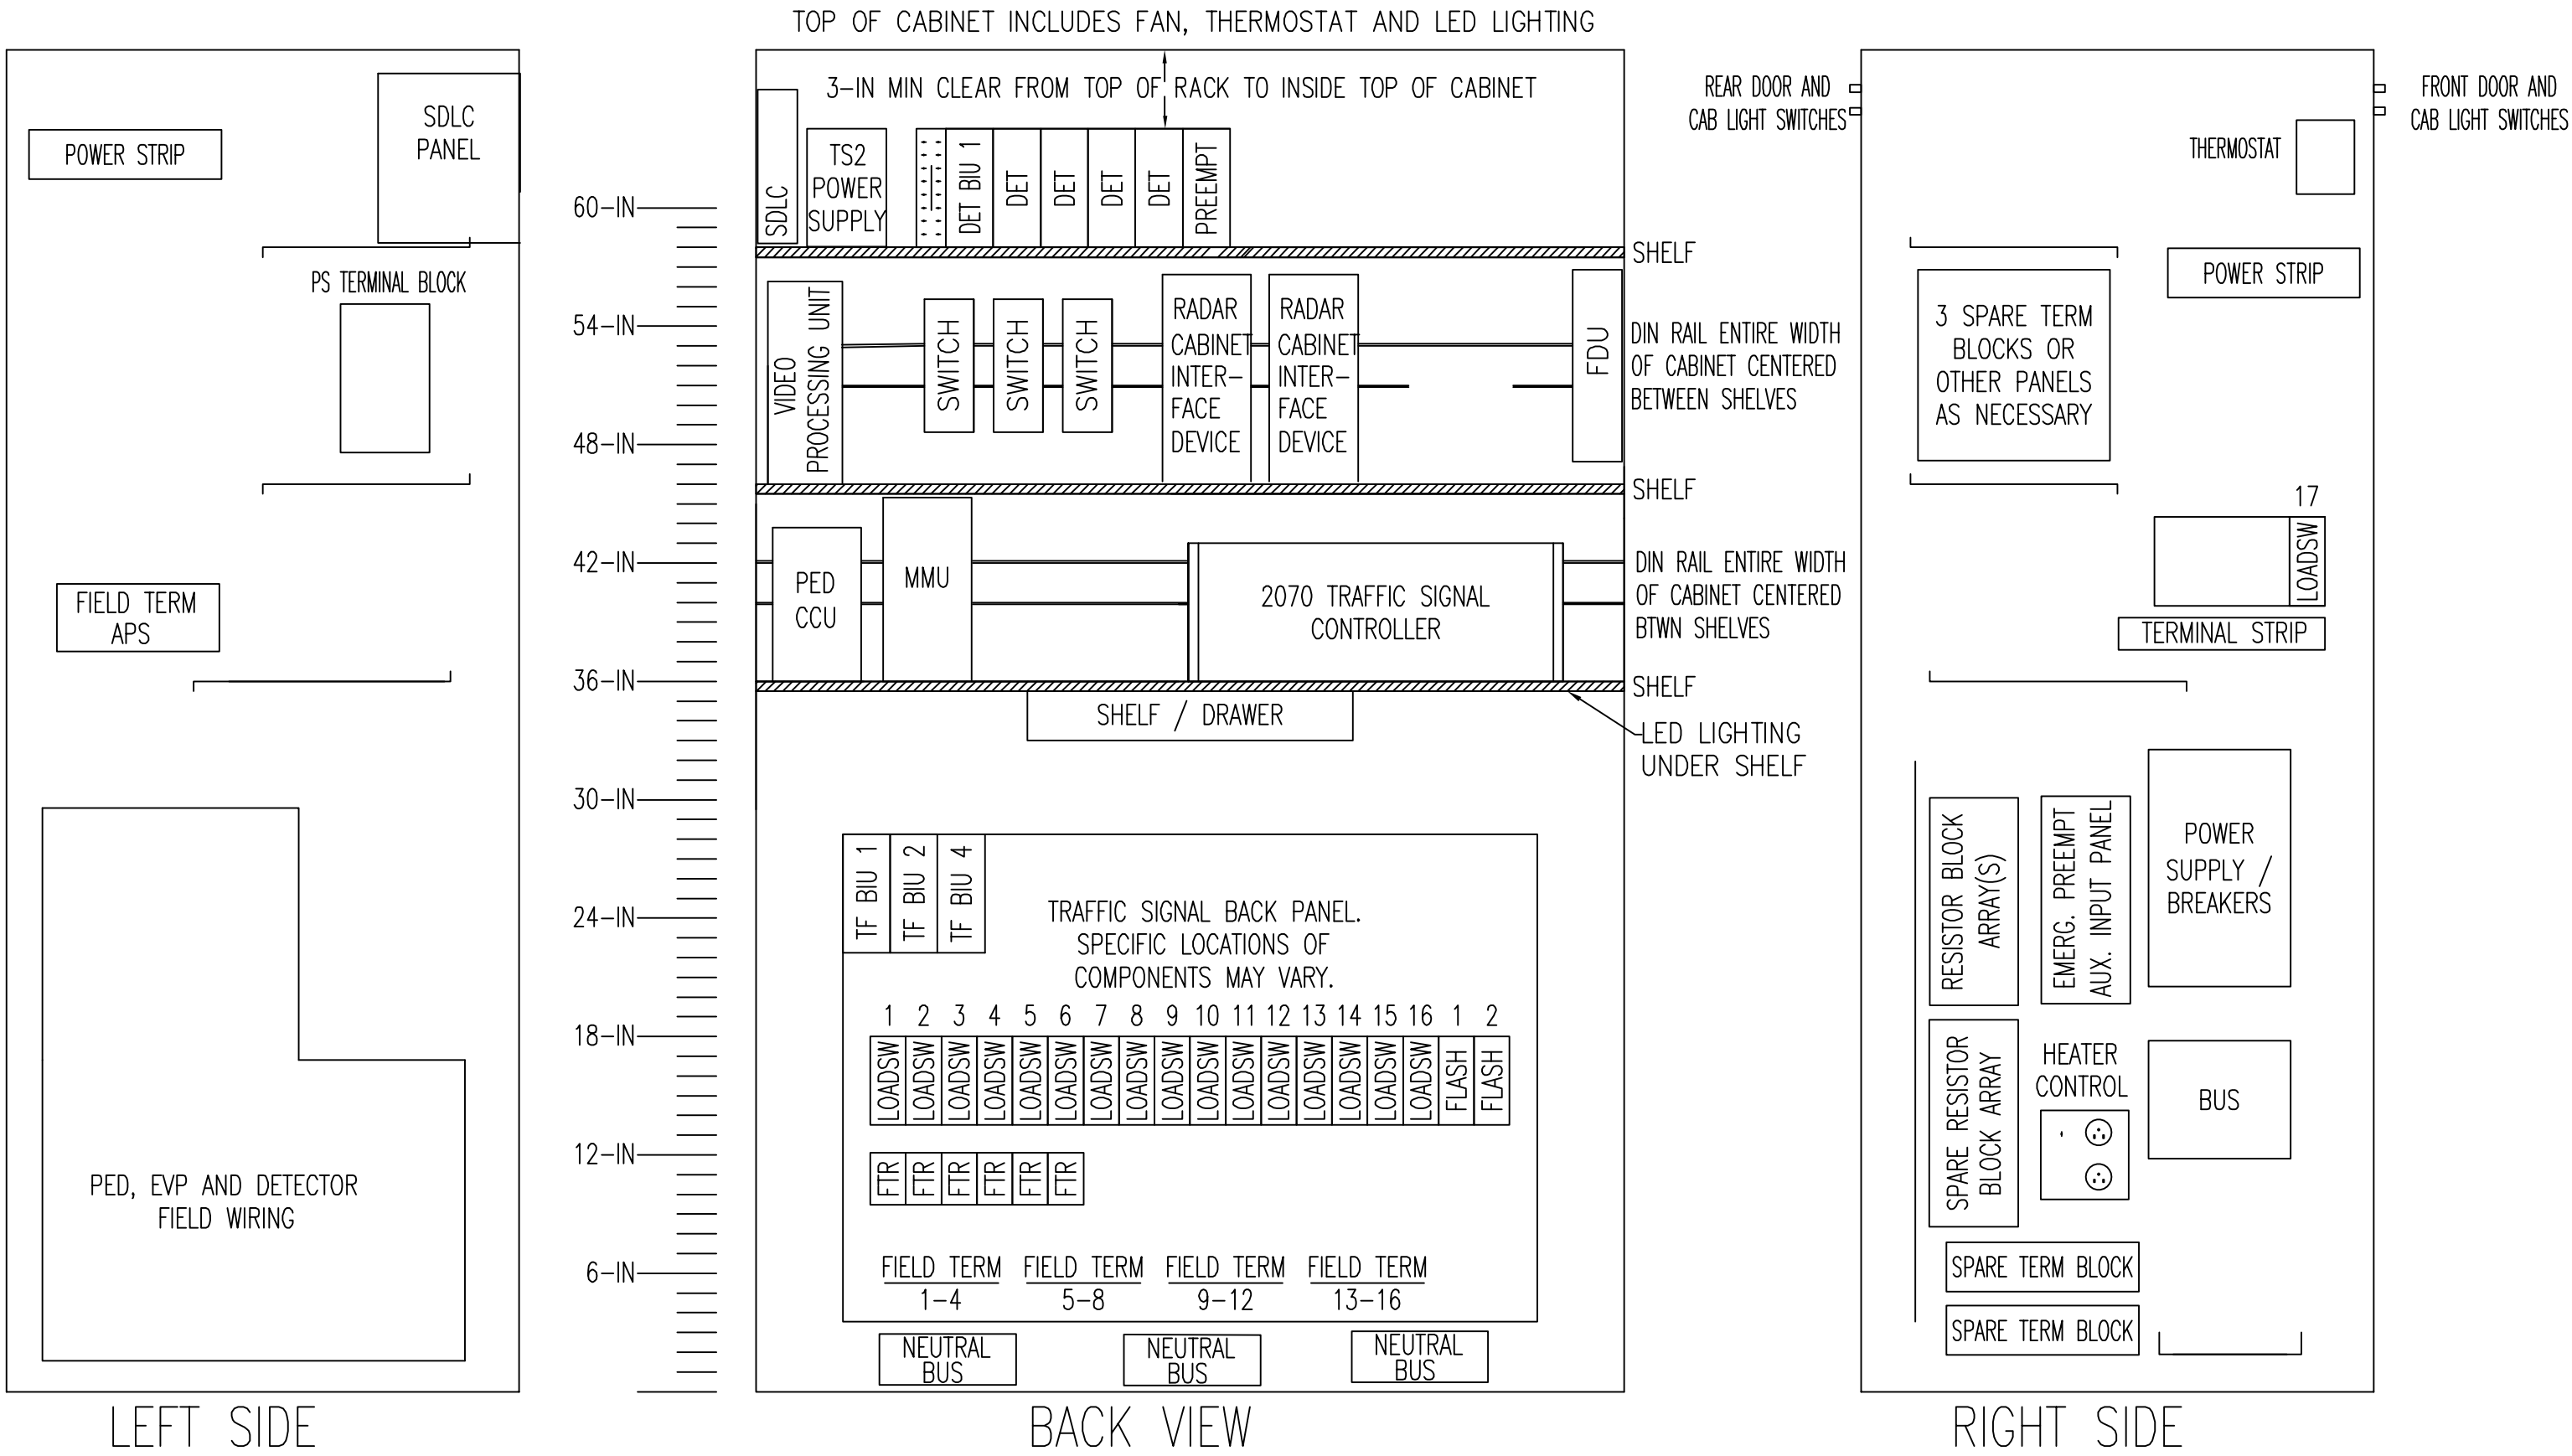 TOP OF CABINET INCLUDES FAN, THERMOSTAT AND LED LIGHTING
POWER STRIP
SDLC
PANEL
PS TERMINAL BLOCK
FIELD TERM
APS
PED, EVP AND DETECTOR
FIELD WIRING
LEFT SIDE
60-IN
54-IN
48-IN
42-IN
36-IN
30-IN
24-IN
18-IN
12-IN
6-IN
3-IN MIN CLEAR FROM TOP OF RACK TO INSIDE TOP OF CABINET
SDLC
TS2
POWER
SUPPLY
DET BIU 1
DET
DET
DET
DET
PREEMPT
SHELF
VIDEO
PROCESSING UNIT
SWITCH
SWITCH
SWITCH
RADAR
CABINET
INTER-
FACE
DEVICE
RADAR
CABINET
INTER-
FACE
DEVICE
FDU
DIN RAIL ENTIRE WIDTH
OF CABINET CENTERED
BETWEEN SHELVES
SHELF
PED
CCU
MMU
2070 TRAFFIC SIGNAL
CONTROLLER
DIN RAIL ENTIRE WIDTH
OF CABINET CENTERED
BTWN SHELVES
SHELF
SHELF / DRAWER
LED LIGHTING
UNDER SHELF
TF BIU 1
TF BIU 2
TF BIU 4
TRAFFIC SIGNAL BACK PANEL.
SPECIFIC LOCATIONS OF
COMPONENTS MAY VARY.
1 2 3 4 5 6 7 8 9 10 11 12 13 14 15 16 1 2
LOADSW LOADSW LOADSW LOADSW LOADSW LOADSW LOADSW LOADSW LOADSW LOADSW LOADSW LOADSW LOADSW LOADSW LOADSW LOADSW FLASH FLASH
FTR FTR FTR FTR FTR FTR
FIELD TERM FIELD TERM FIELD TERM FIELD TERM
1-4 5-8 9-12 13-16
NEUTRAL
BUS
NEUTRAL
BUS
NEUTRAL
BUS
BACK VIEW
REAR DOOR AND
CAB LIGHT SWITCHES
FRONT DOOR AND
CAB LIGHT SWITCHES
THERMOSTAT
POWER STRIP
3 SPARE TERM
BLOCKS OR
OTHER PANELS
AS NECESSARY
17
LOADSW
TERMINAL STRIP
RESISTOR BLOCK
ARRAY(S)
EMERG. PREEMPT
AUX. INPUT PANEL
POWER
SUPPLY /
BREAKERS
SPARE RESISTOR
BLOCK ARRAY
HEATER
CONTROL
BUS
SPARE TERM BLOCK
SPARE TERM BLOCK
RIGHT SIDE